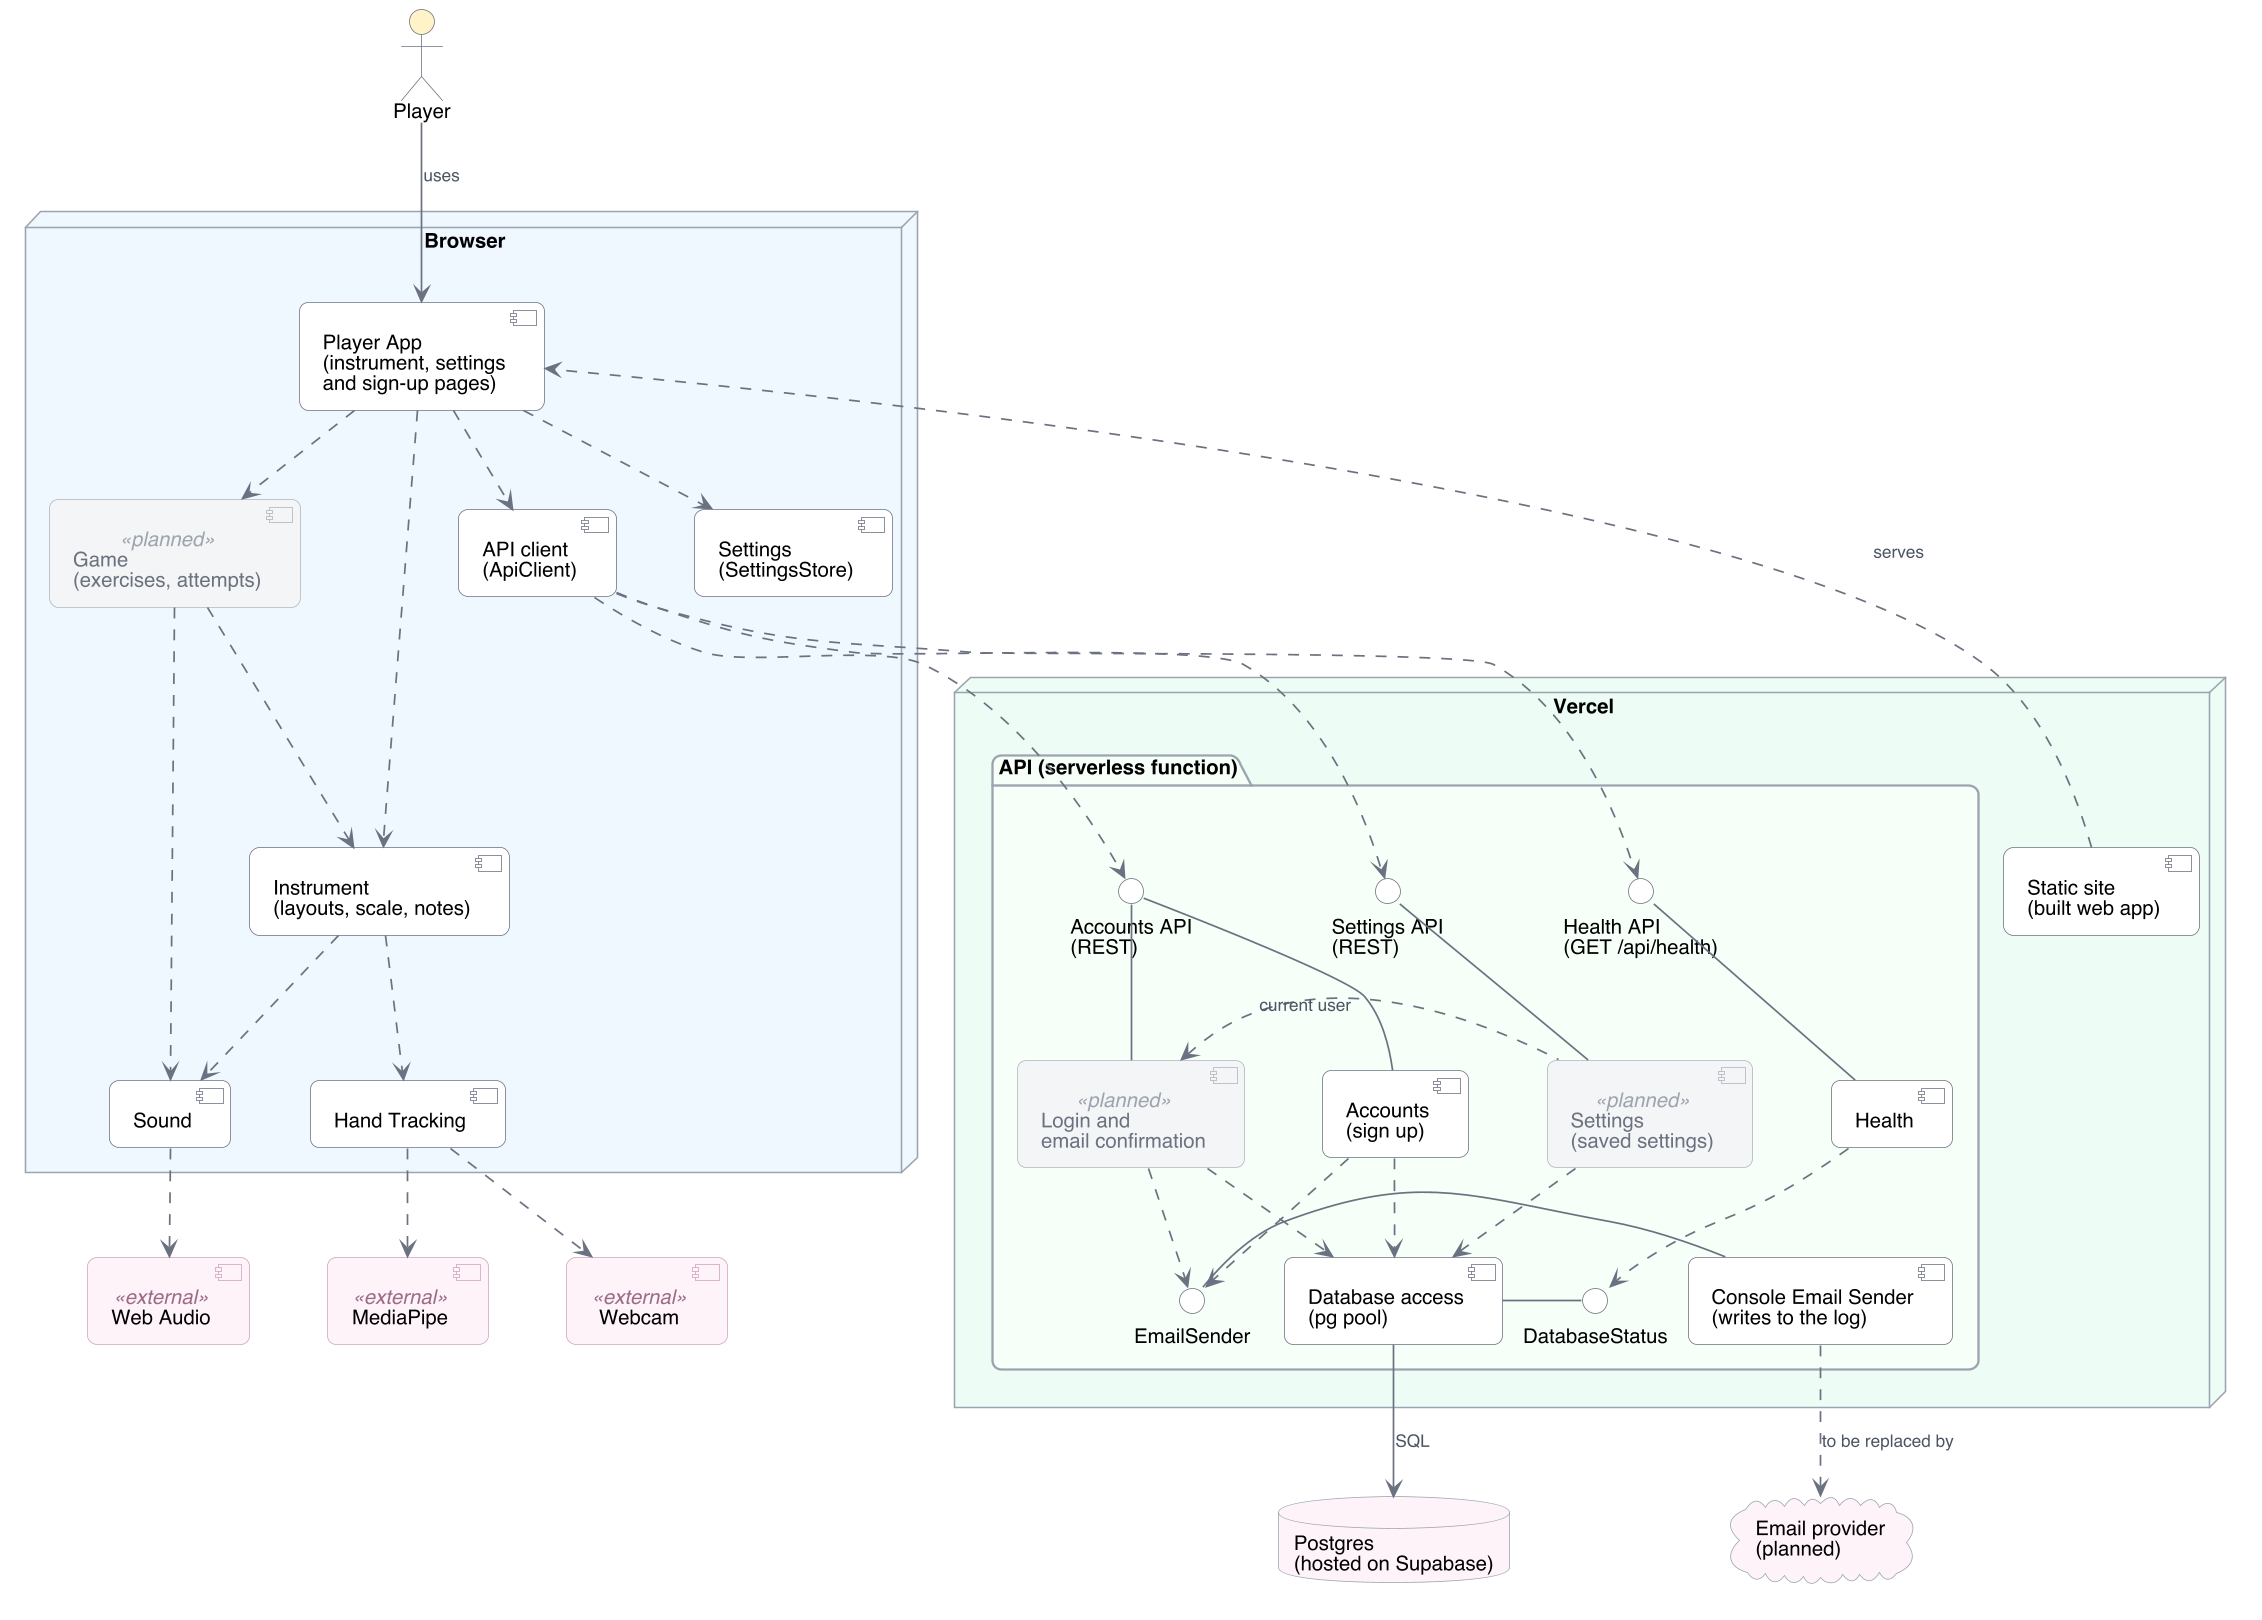 Player
uses
Browser
Player App
(instrument, settings
and sign-up pages)
«planned»
Game
(exercises, attempts)
API client
(ApiClient)
Settings
(SettingsStore)
serves
Vercel
API (serverless function)
Instrument
(layouts, scale, notes)
Accounts API
(REST)
Settings API
(REST)
Health API
(GET /api/health)
Static site
(built web app)
current user
Sound
Hand Tracking
«planned»
Login and
email confirmation
Accounts
(sign up)
«planned»
Settings
(saved settings)
Health
«external»
Web Audio
«external»
MediaPipe
«external»
Webcam
EmailSender
Database access
(pg pool)
DatabaseStatus
Console Email Sender
(writes to the log)
SQL
to be replaced by
Postgres
(hosted on Supabase)
Email provider
(planned)